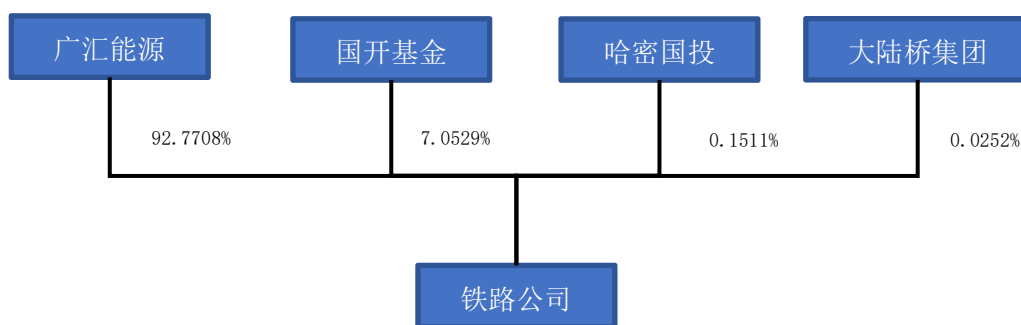 广汇能源
国开基金
哈密国投
大陆桥集团
92.7708%
7.0529%
0.1511%
0.0252%
铁路公司